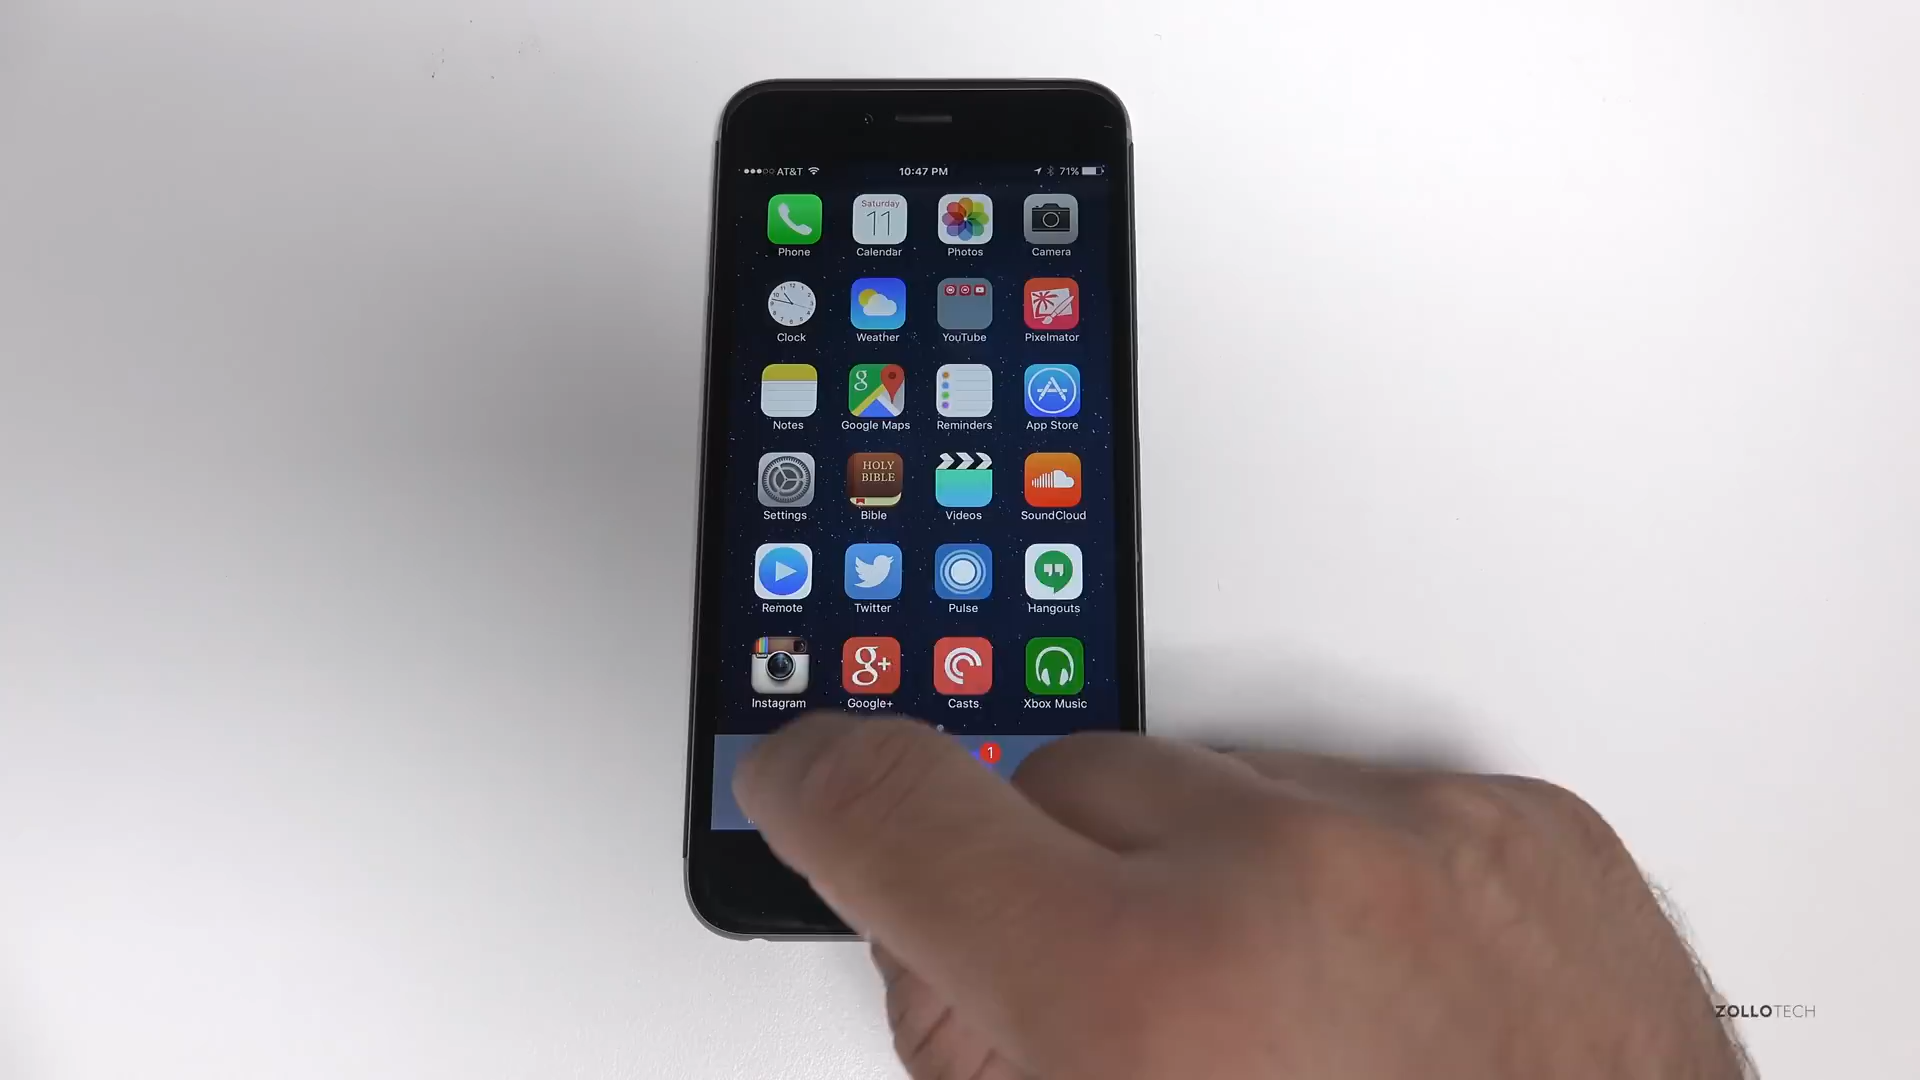 AT&T 10:47 PM 71%
Saturday
11
Phone Calendar Photos Camera
Clock Weather YouTube Pixelmator
g
Notes Google Maps Reminders App Store
HOLY
BIBLE
Settings Bible Videos SoundCloud
Remote Twitter Pulse Hangouts
g+
Instagram Google+ Casts Xbox Music
1
ZOLLOTECH